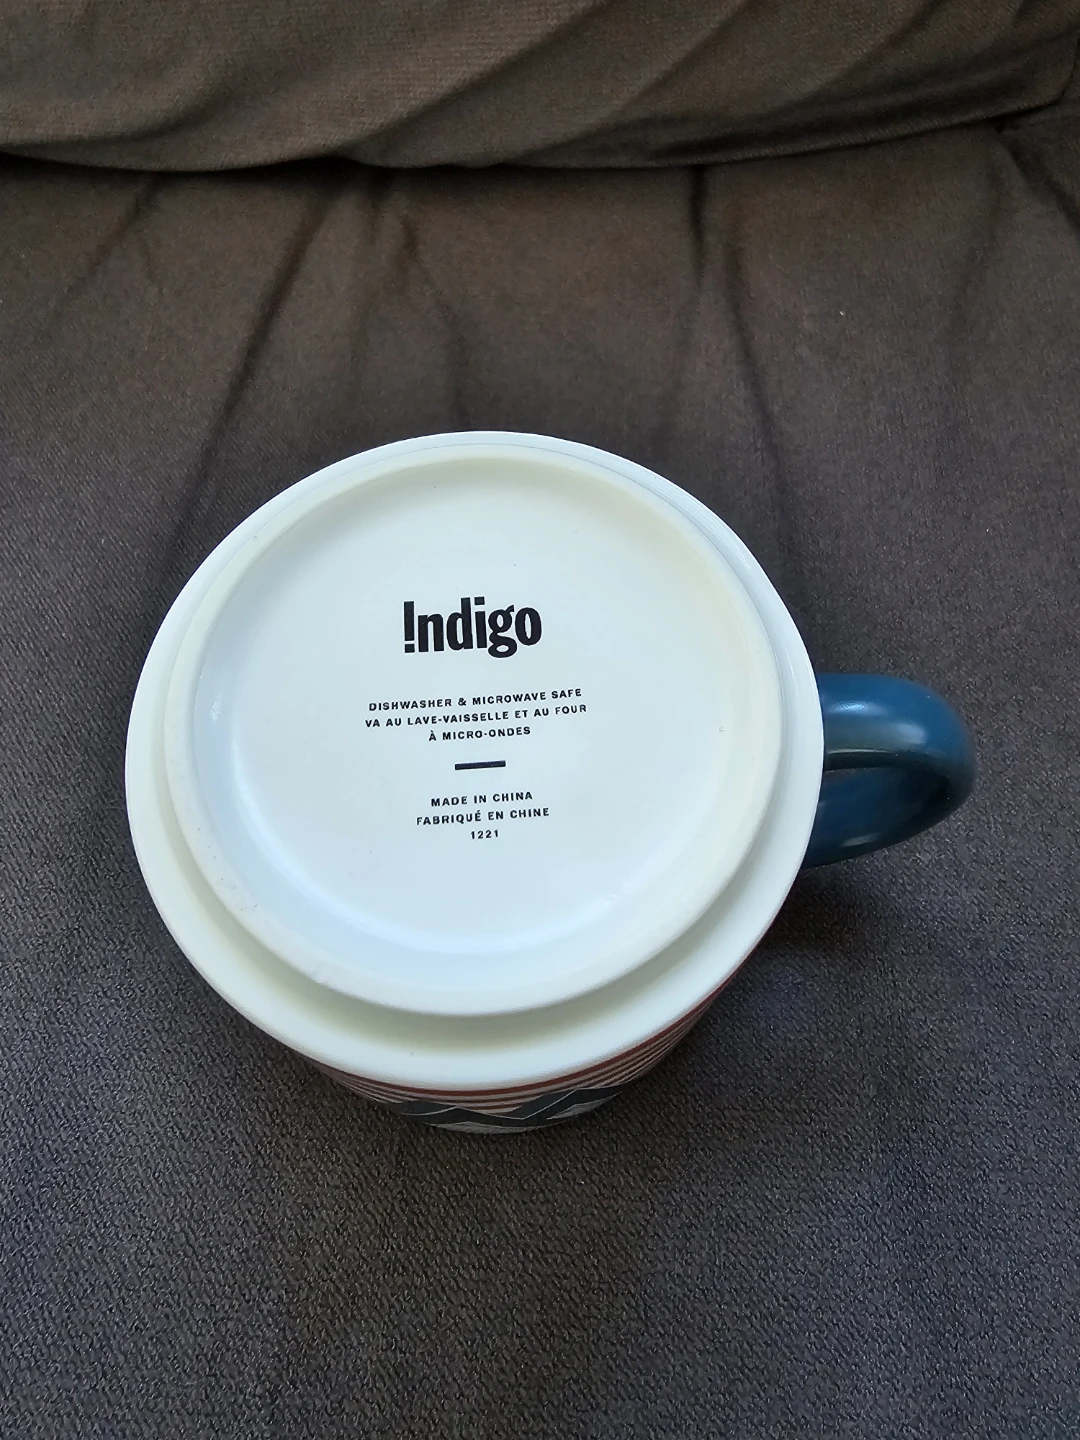 !ndigo
DISHWASHER & MICROWAVE SAFE
VA AU LAVE-VAISSELLE ET AU FOUR
À MICRO-ONDES
MADE IN CHINA
FABRIQUÉ EN CHINE
1221